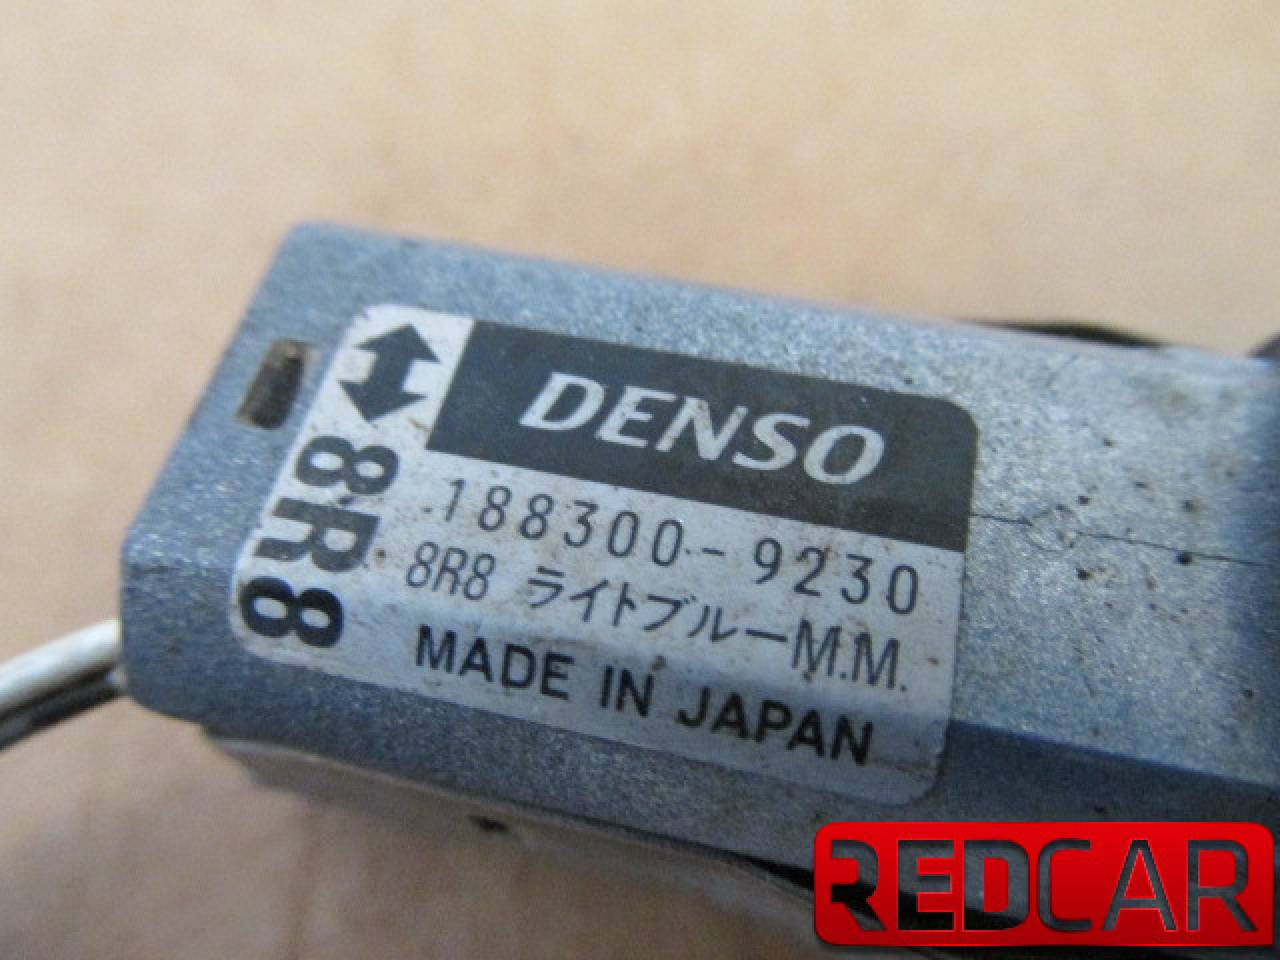 DENSO
8R8
188300-9230
8R8 ライトブルーM.M.
MADE IN JAPAN
REDCAR